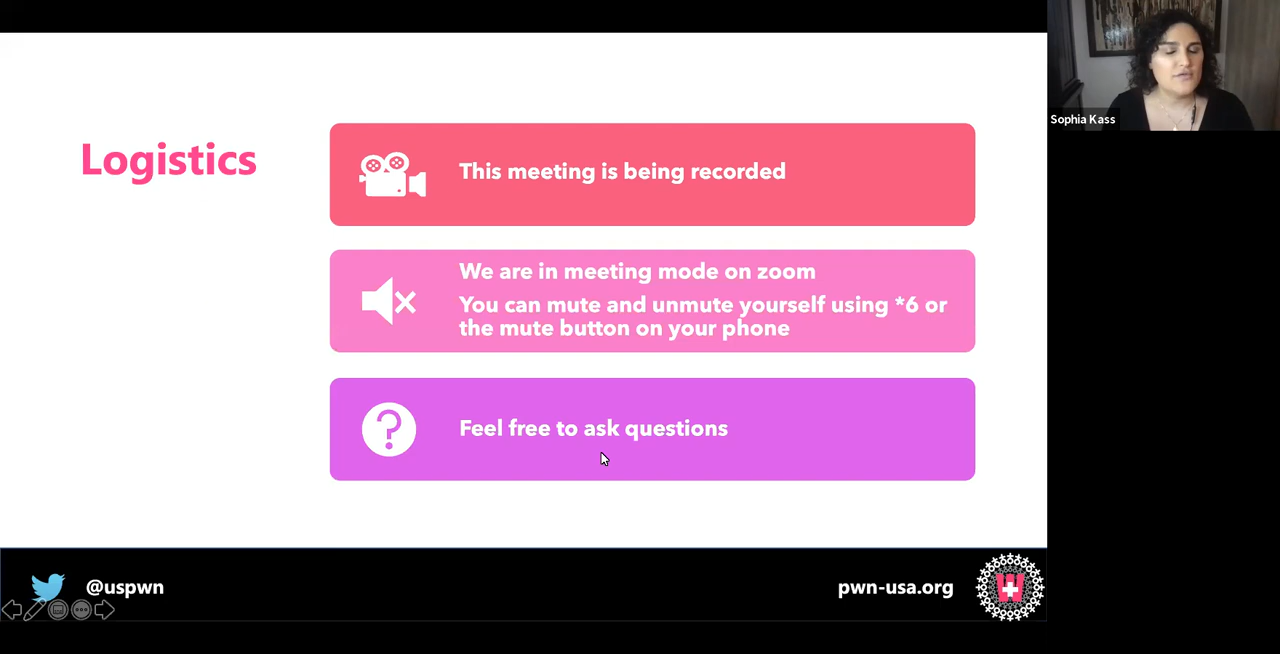 Logistics
This meeting is being recorded
We are in meeting mode on zoom
You can mute and unmute yourself using *6 or
the mute button on your phone
Feel free to ask questions
@uspwn
pwn-usa.org
Sophia Kass